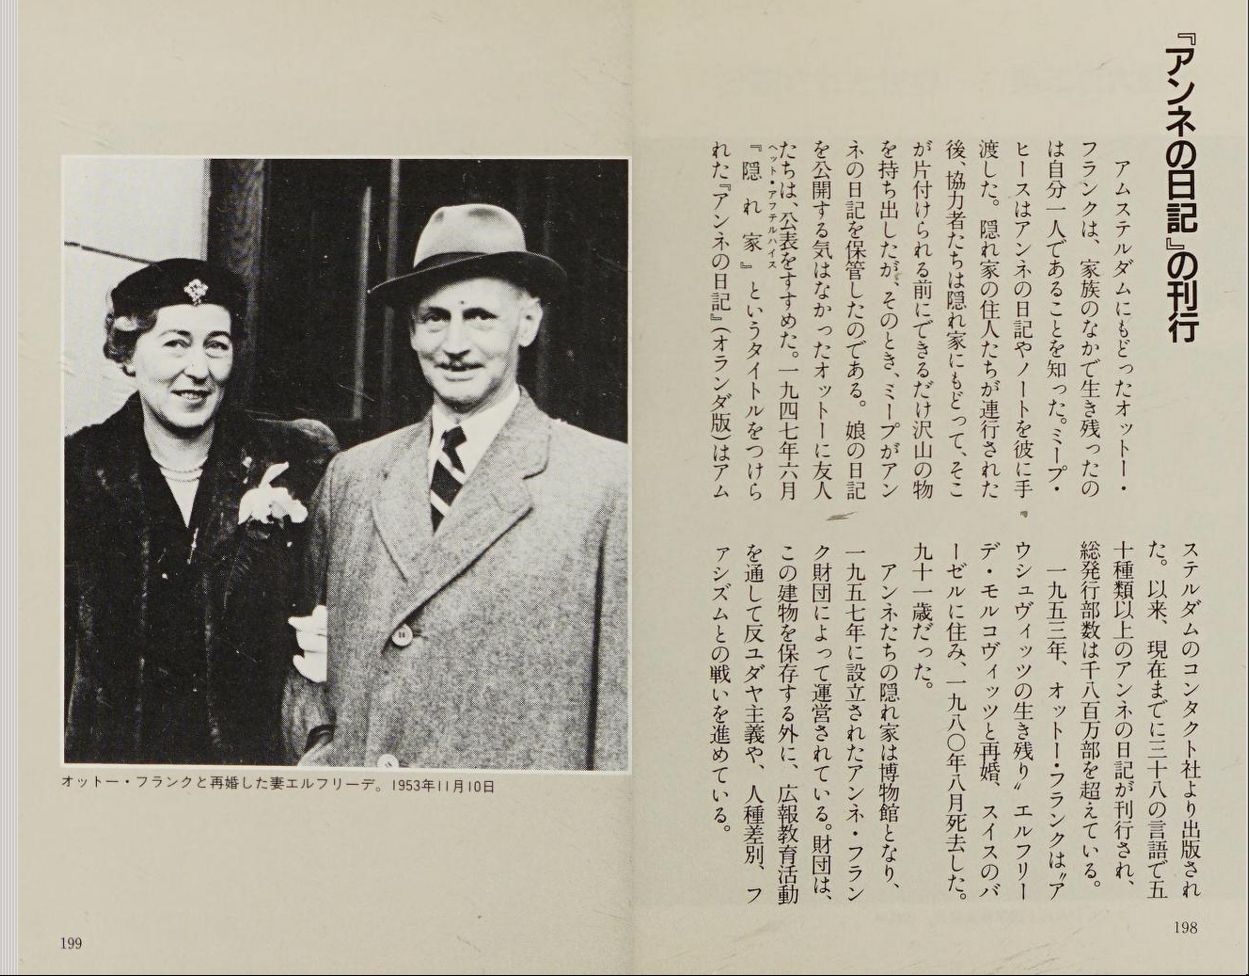 『アンネの日記』の刊行
アムステルダムにもどったオットー・
フランクは、家族のなかで生き残ったの
は自分一人であることを知った。ミープ・
ヒースはアンネの日記やノートを彼に手
渡した。隠れ家の住人たちが連行された
後、協力者たちは隠れ家にもどって、そこ
が片付けられる前にできるだけ沢山の物
を持ち出したが、そのとき、ミープがアン
ネの日記を保管したのである。娘の日記
を公開する気はなかったオットーに友人
たちは、公表をすすめた。一九四七年六月
ヘット・アフテルハイス
『隠れ家』というタイトルをつけら
れた『アンネの日記』(オランダ版)はアム
ステルダムのコンタクト社より出版され
た。以来、現在までに三十八の言語で五
十種類以上のアンネの日記が刊行され、
総発行部数は千八百万部を超えている。
一九五三年、オットー・フランクは〝ア
ウシュヴィッツの生き残り〟エルフリー
デ・モルコヴィッツと再婚、スイスのバ
ーゼルに住み、一九八〇年八月死去した。
九十一歳だった。
アンネたちの隠れ家は博物館となり、
一九五七年に設立されたアンネ・フラン
ク財団によって運営されている。財団は、
この建物を保存する外に、広報教育活動
を通して反ユダヤ主義や、人種差別、フ
ァシズムとの戦いを進めている。
198
オットー・フランクと再婚した妻エルフリーデ。1953年11月10日
199